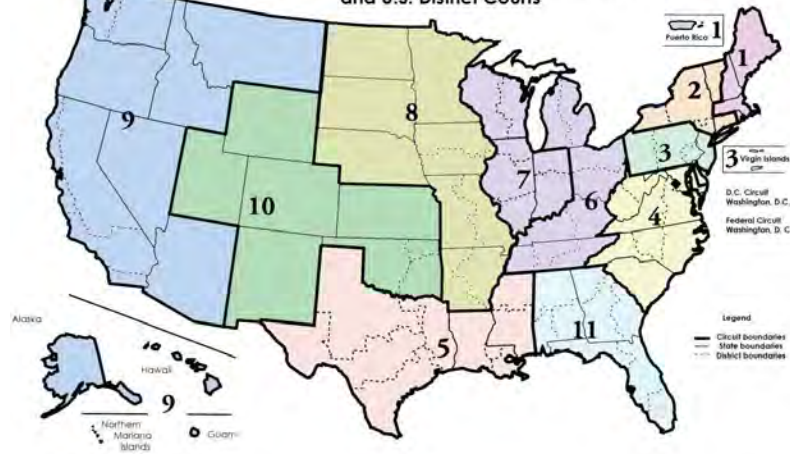 and U.S. District Courts
1
Puerto Rico
1
2
9
8
3
3
Virgin Islands
7
6
10
D.C. Circuit
Washington, D.C.
4
Federal Circuit
Washington, D. C
Legend
Circuit boundaries
State boundaries
District boundaries
Alaska
11
5
Hawaii
9
Northern
Mariana
Islands
Guam